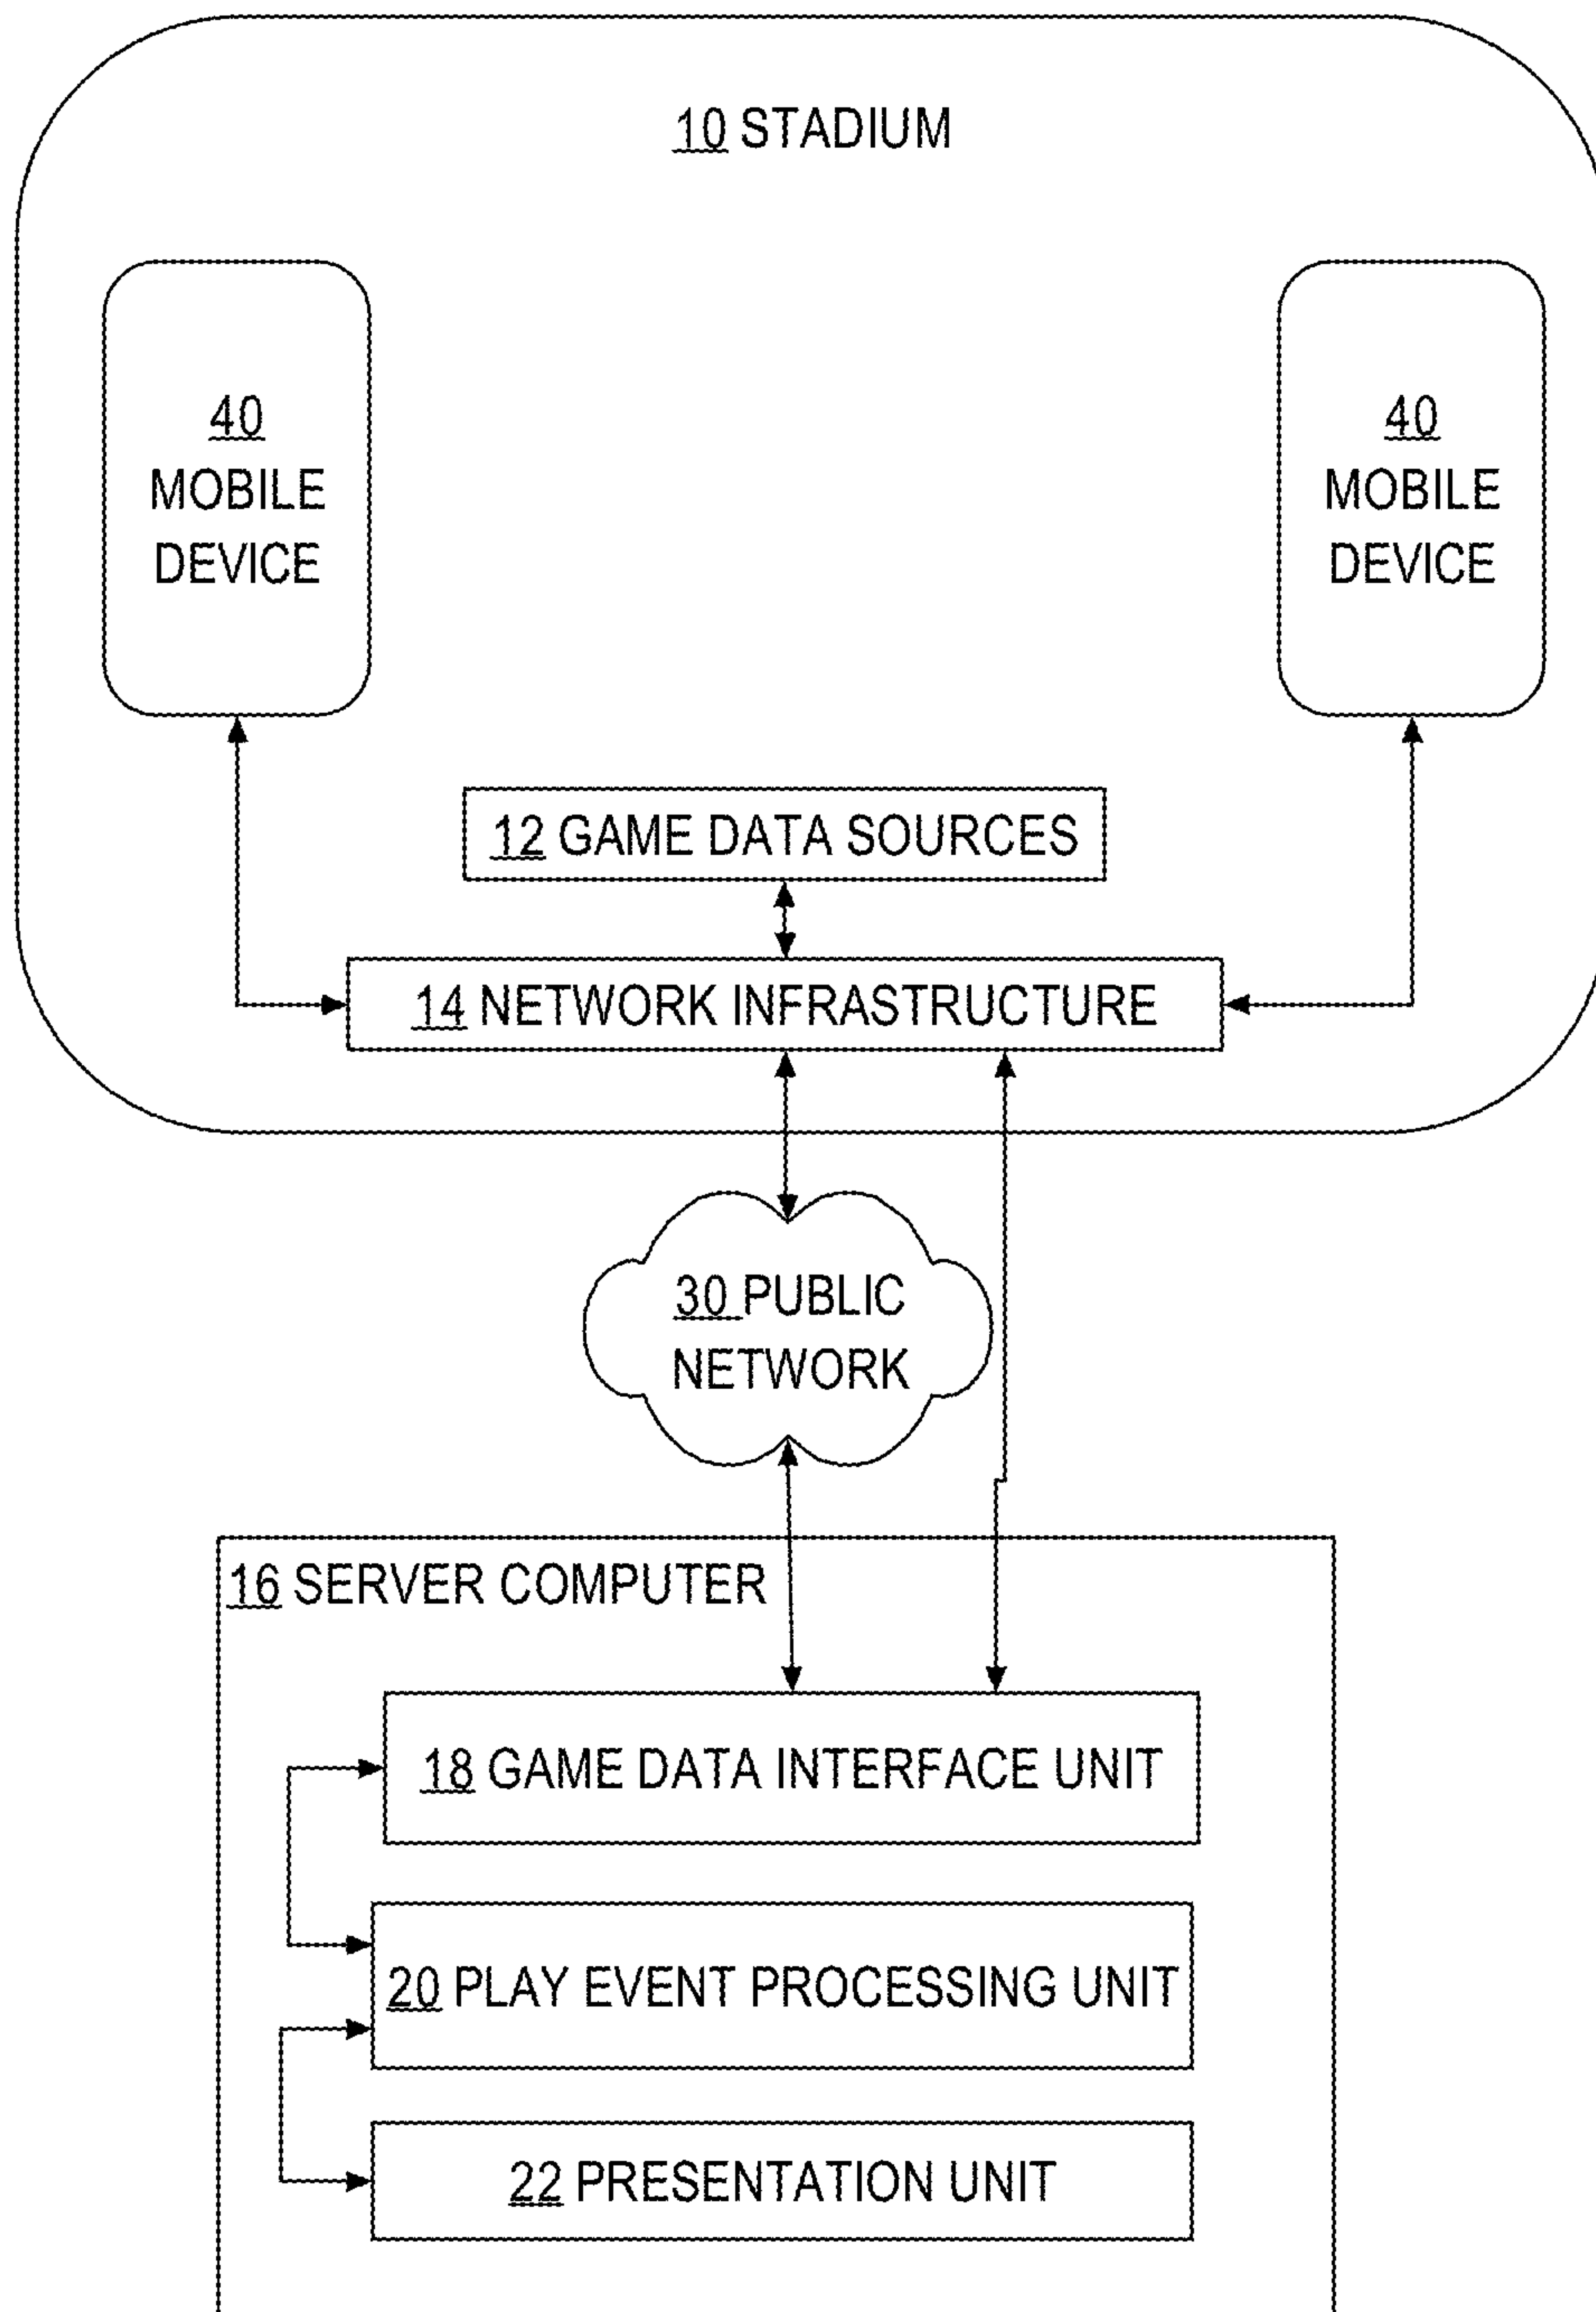 10 STADIUM
40
MOBILE
DEVICE
40
MOBILE
DEVICE
12 GAME DATA SOURCES
14 NETWORK INFRASTRUCTURE
30 PUBLIC
NETWORK
16 SERVER COMPUTER
18 GAME DATA INTERFACE UNIT
20 PLAY EVENT PROCESSING UNIT
22 PRESENTATION UNIT